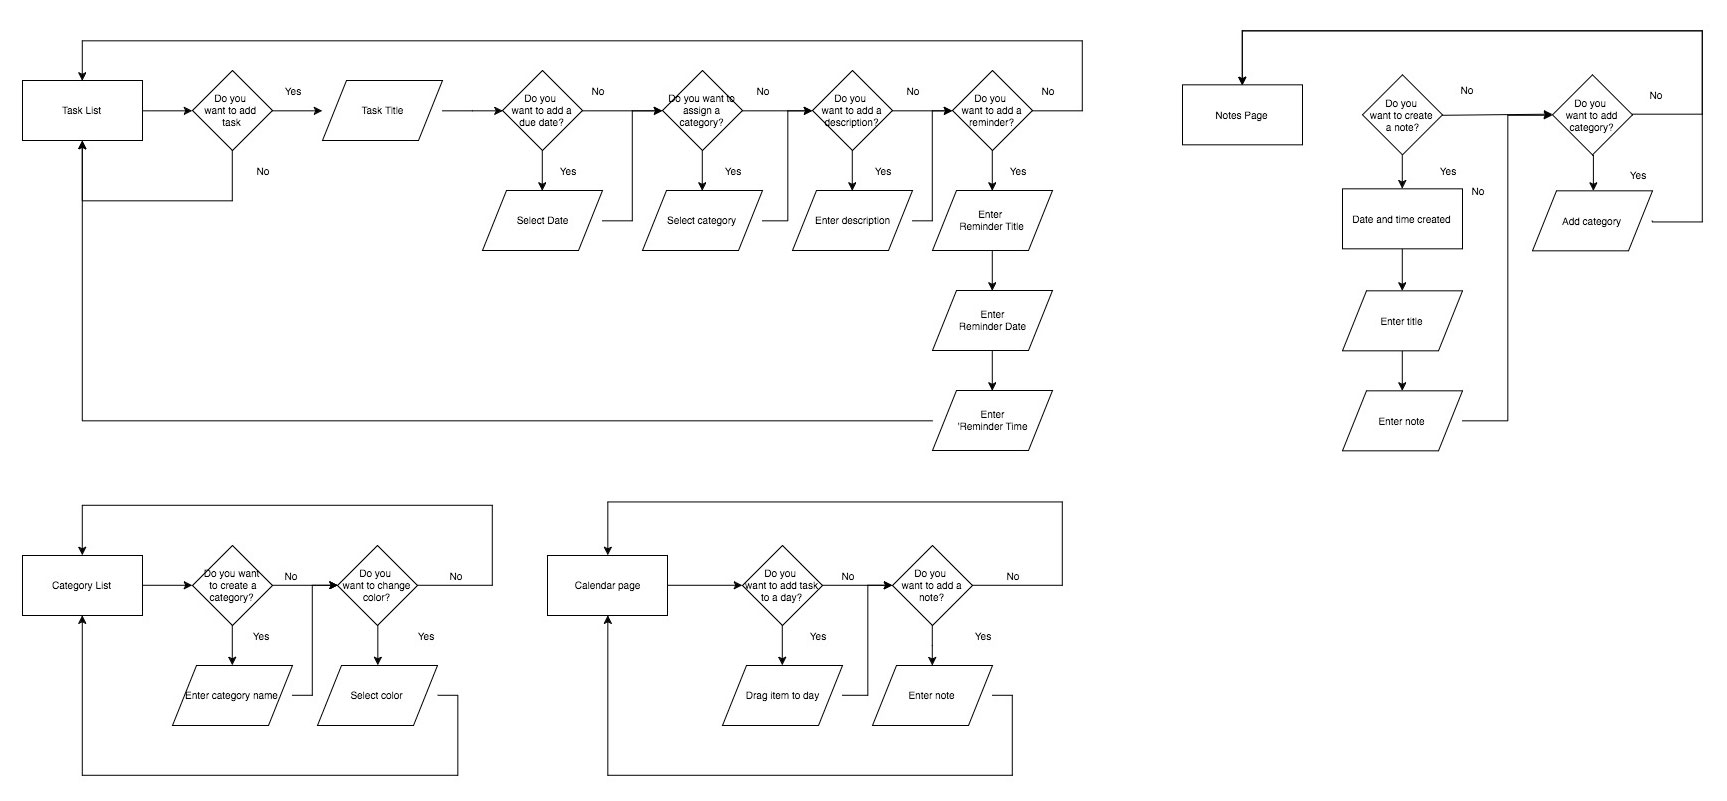 Task List
Do you
want to add
task
Yes
No
Task Title
Do you
want to add a
due date?
No
Yes
Select Date
Do you want to
assign a
category?
No
Yes
Select category
Do you
want to add a
description?
No
Yes
Enter description
Do you
want to add a
reminder?
No
Yes
Enter
Reminder Title
Enter
Reminder Date
Enter
'Reminder Time
Notes Page
Do you
want to create
a note?
No
Yes
No
Date and time created
Enter title
Enter note
Do you
want to add
category?
No
Yes
Add category
Category List
Do you want
to create a
category?
No
Yes
Enter category name
Do you
want to change
color?
No
Yes
Select color
Calendar page
Do you
want to add task
to a day?
No
Yes
Drag item to day
Do you
want to add a
note?
No
Yes
Enter note